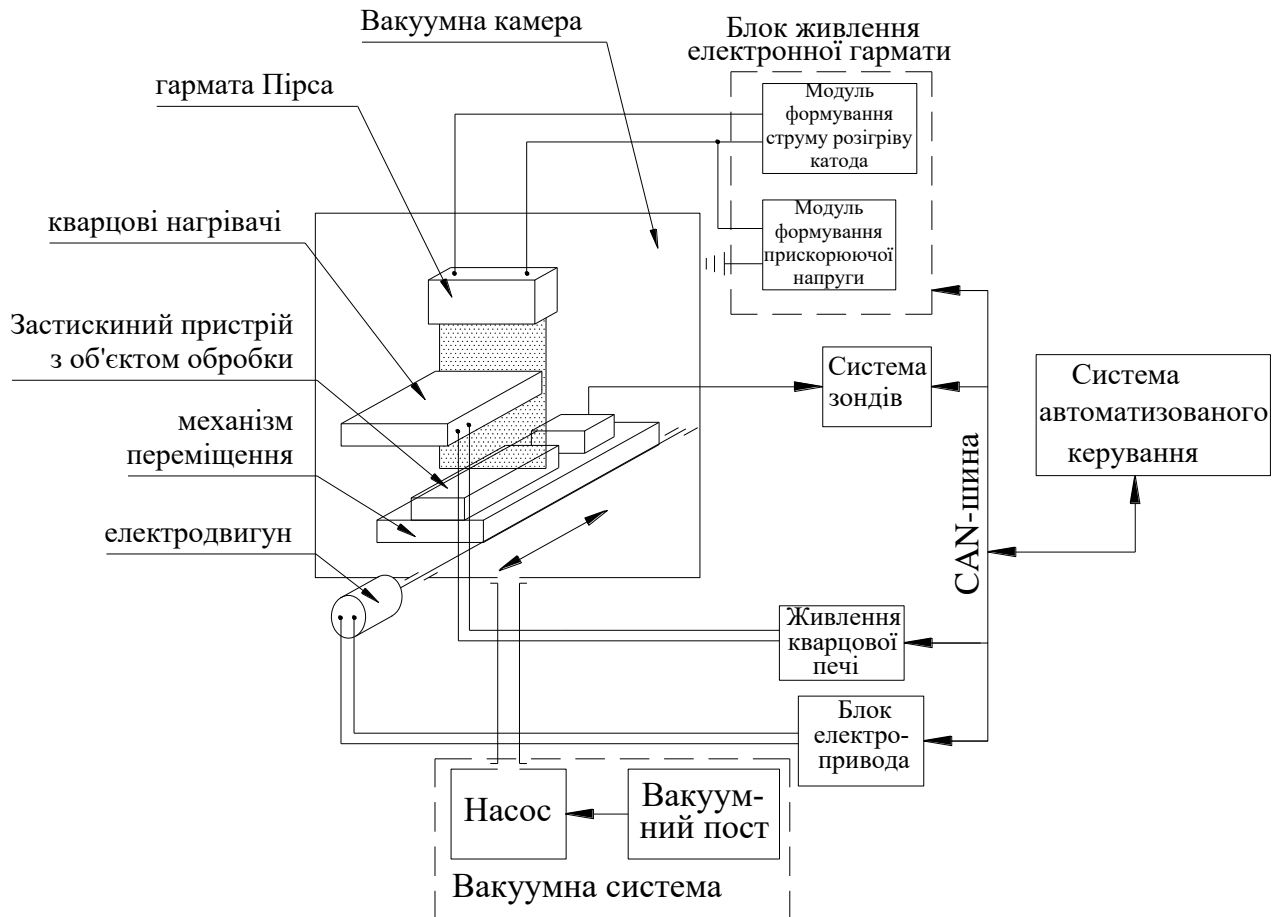 Вакуумна камера
Блок живлення
електронної гармати
гармата Пірса
Модуль
формування
струму розігріву
катода
кварцові нагрівачі
Модуль
формування
прискорюючої
напруги
Застискиний пристрій
з об'єктом обробки
Система
зондів
Система
автоматизованого
керування
механізм
переміщення
електродвигун
CAN-шина
Живлення
кварцової
печі
Блок
електро-
привода
Насос
Вакуум-
ний пост
Вакуумна система